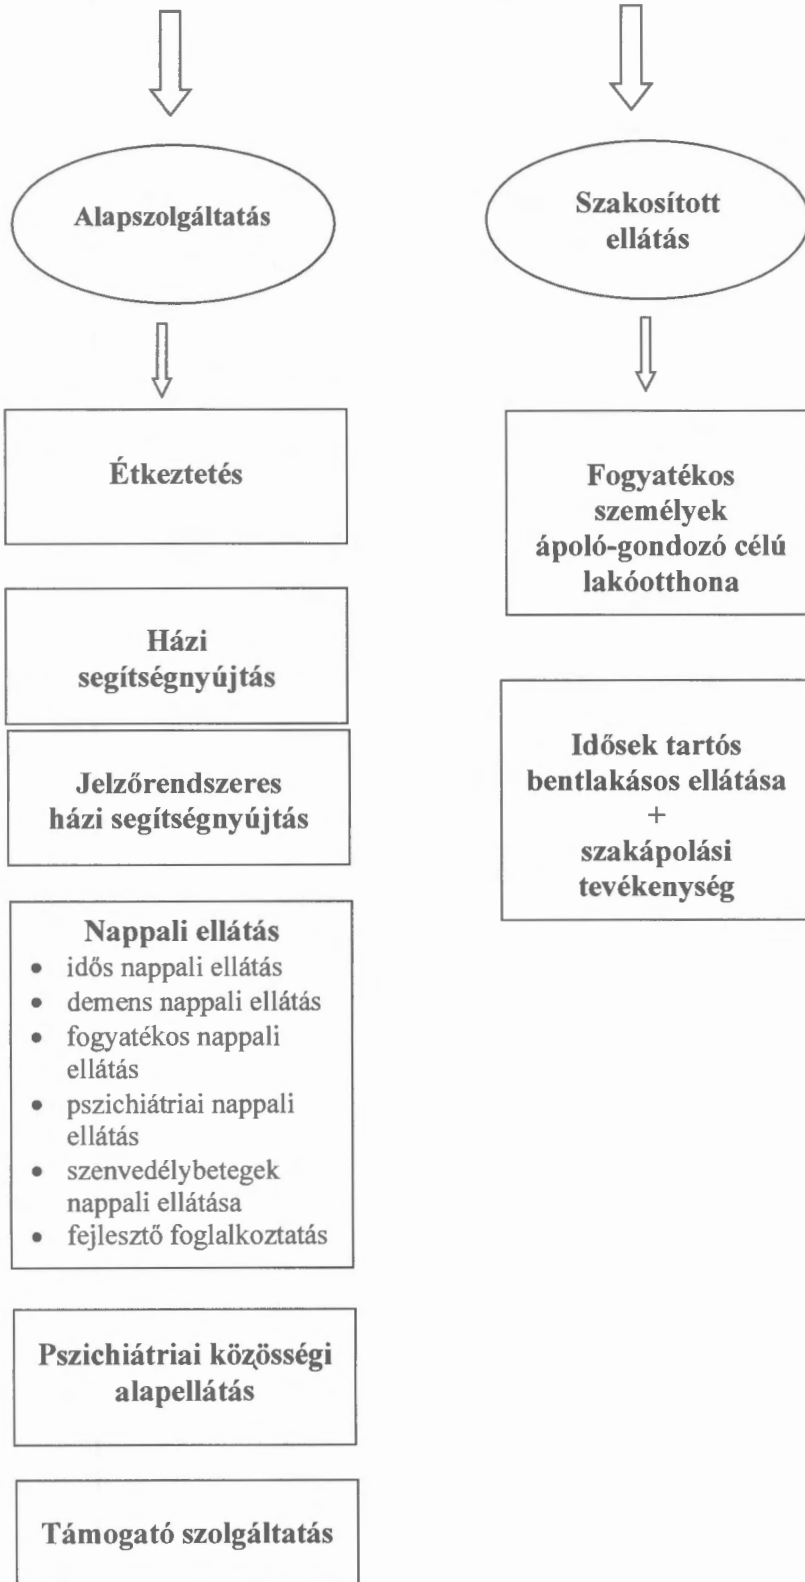 Alapszolgáltatás
Étkeztetés
Házi
segítségnyújtás
Jelzőrendszeres
házi segítségnyújtás
Nappali ellátás
• idős nappali ellátás
• demens nappali ellátás
• fogyatékos nappali
ellátás
• pszichiátriai nappali
ellátás
• szenvedélybetegek
nappali ellátása
• fejlesztő foglalkoztatás
Pszichiátriai közösségi
alapellátás
Támogató szolgáltatás
Szakosított
ellátás
Fogyatékos
személyek
ápoló-gondozó célú
lakóotthona
Idősek tartós
bentlakásos ellátása
+
szakápolási
tevékenység